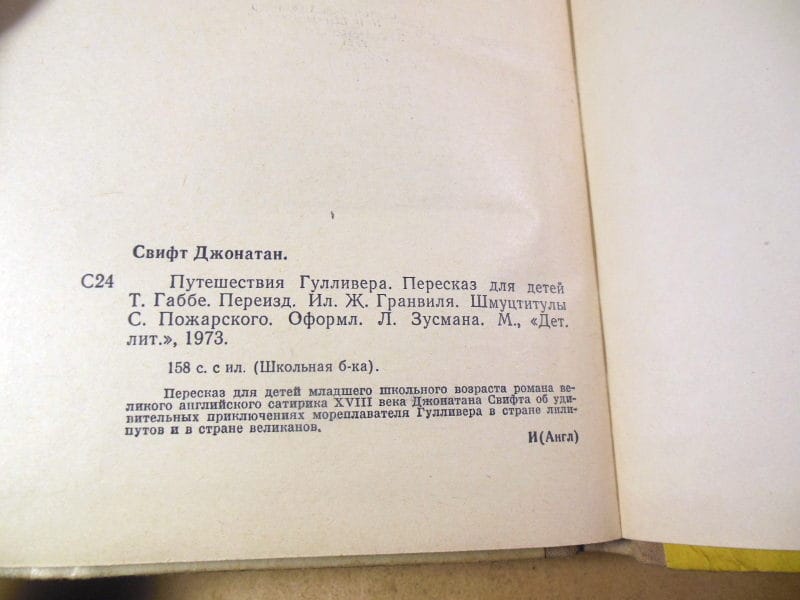 Свифт Джонатан.
С24 Путешествия Гулливера. Пересказ для детей
Т. Габбе. Переизд. Ил. Ж. Гранвиля. Шмуцтитулы
С. Пожарского. Оформл. Л. Зусмана. М., «Дет.
лит.», 1973.
158 с. с ил. (Школьная б-ка).
Пересказ для детей младшего школьного возраста романа ве-
ликого английского сатирика XVIII века Джонатана Свифта об уди-
вительных приключениях мореплавателя Гулливера в стране лили-
путов и в стране великанов.
И(Англ)